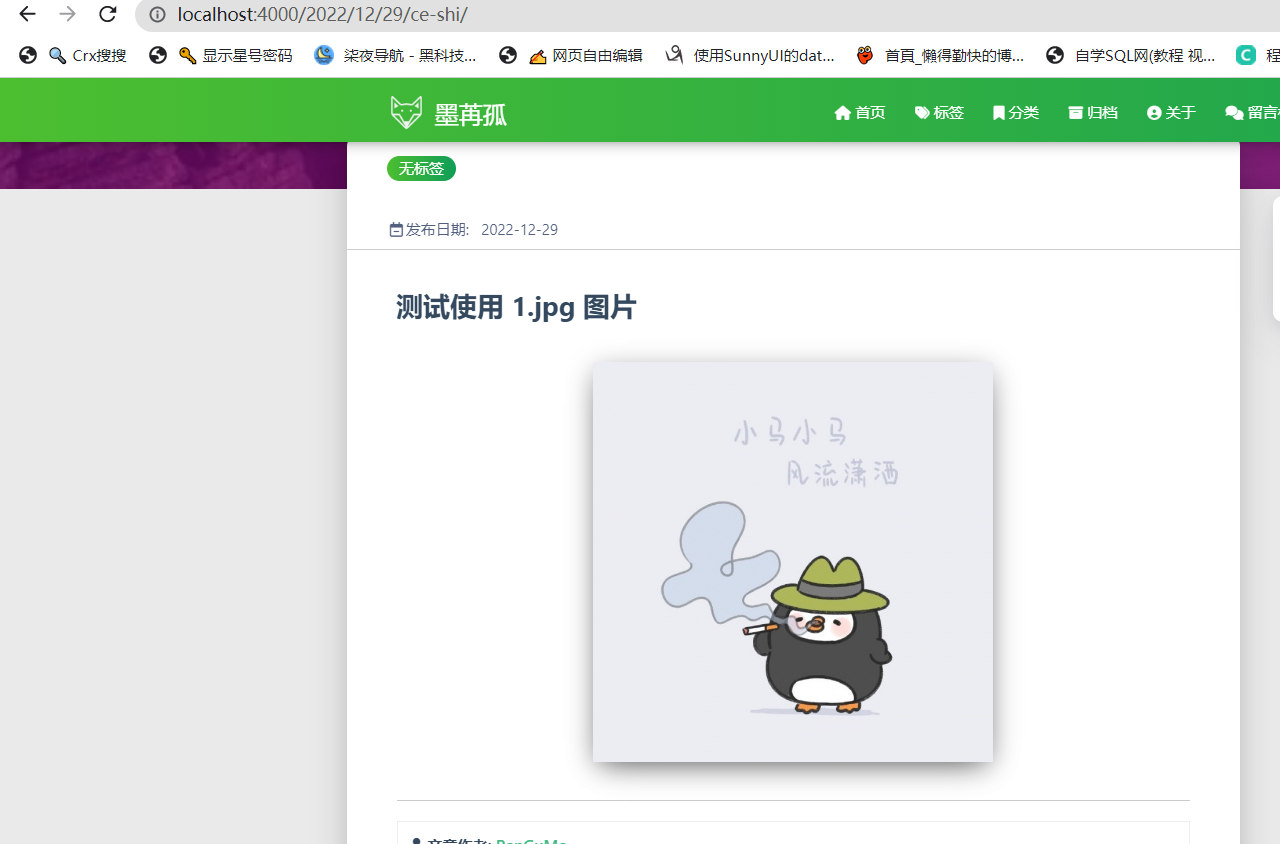 localhost:4000/2022/12/29/ce-shi/
Crx搜搜 显示星号密码 柒夜导航 - 黑科技... 网页自由编辑 使用SunnyUI的dat... 首頁_懒得勤快的博... 自学SQL网(教程 视... C 程
墨苒孤 首页 标签 分类 归档 关于 留言
无标签
发布日期: 2022-12-29
测试使用 1.jpg 图片
小马小马
风流潇洒
文章作者: